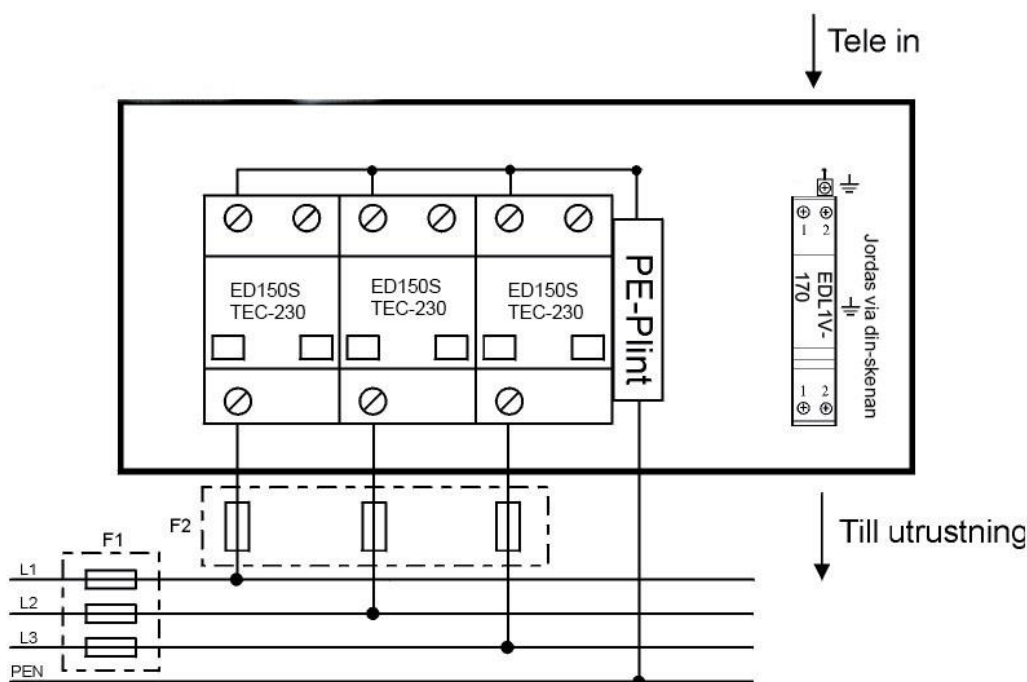 Tele in
ED150S
TEC-230
ED150S
TEC-230
ED150S
TEC-230
PE-Plint
1 2
EDL1V-
170
1 2
Jordas via din-skenan
F2
F1
Till utrustning
L1
L2
L3
PEN